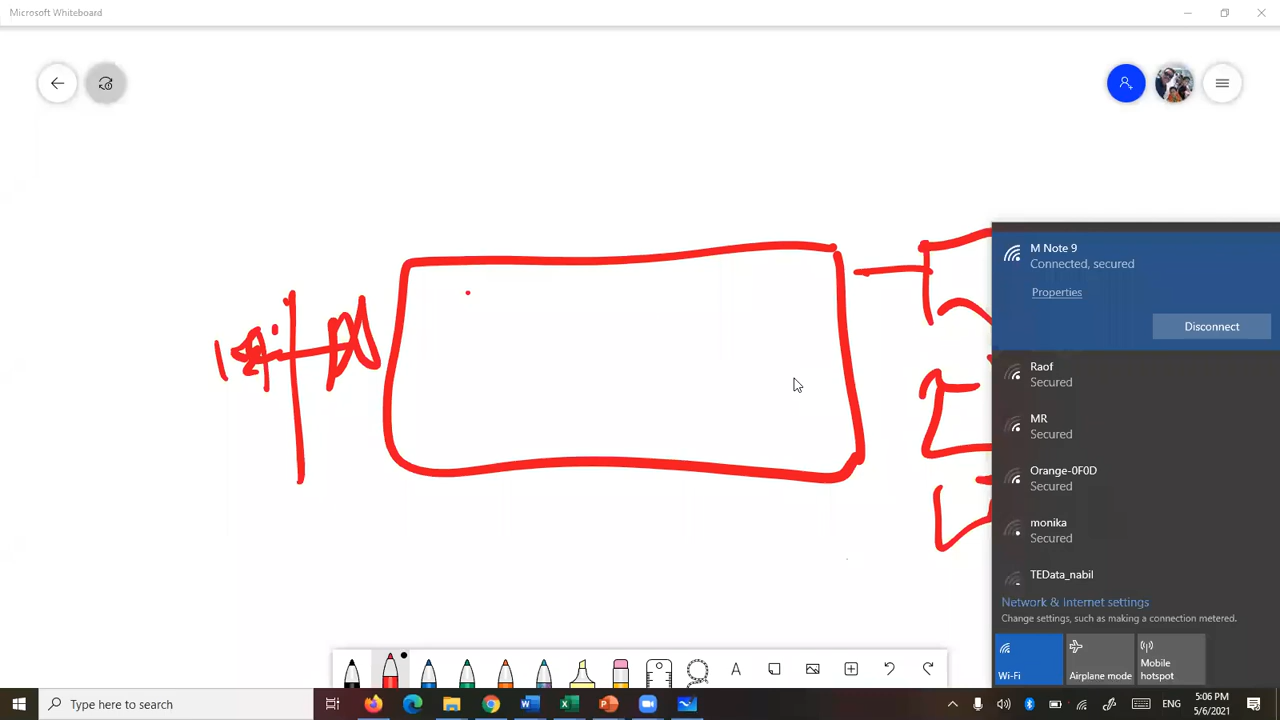 Microsoft Whiteboard
M Note 9
Connected, secured
Properties
Disconnect
Raof
Secured
MR
Secured
Orange-0F0D
Secured
monika
Secured
TEData_nabil
Network & Internet settings
Change settings, such as making a connection metered.
Wi-Fi
Airplane mode
Mobile
hotspot
A
Type here to search
ENG
5:06 PM
5/6/2021